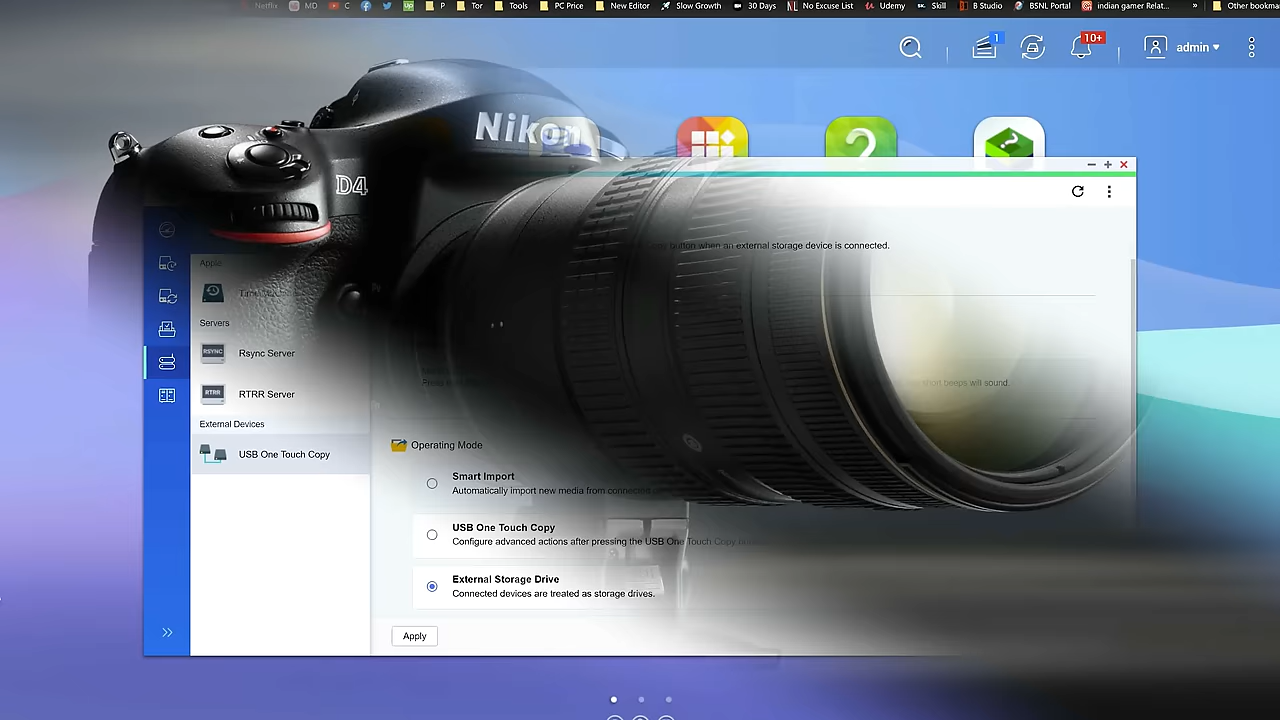 Netflix MD C up P Tor Tools PC Price New Editor Slow Growth 30 Days No Excuse List Udemy Skill B Studio BSNL Portal indian gamer Relat... » Other bookma
1 10+ admin
Nikon
D4
button when an external storage device is connected.
Apple
Servers
RSYNC Rsync Server
short beeps will sound.
RTRR RTRR Server
External Devices
USB One Touch Copy
Operating Mode
Smart Import
Automatically import new media from connected
USB One Touch Copy
Configure advanced actions after pressing the USB One Touch Copy
External Storage Drive
Connected devices are treated as storage drives.
Apply